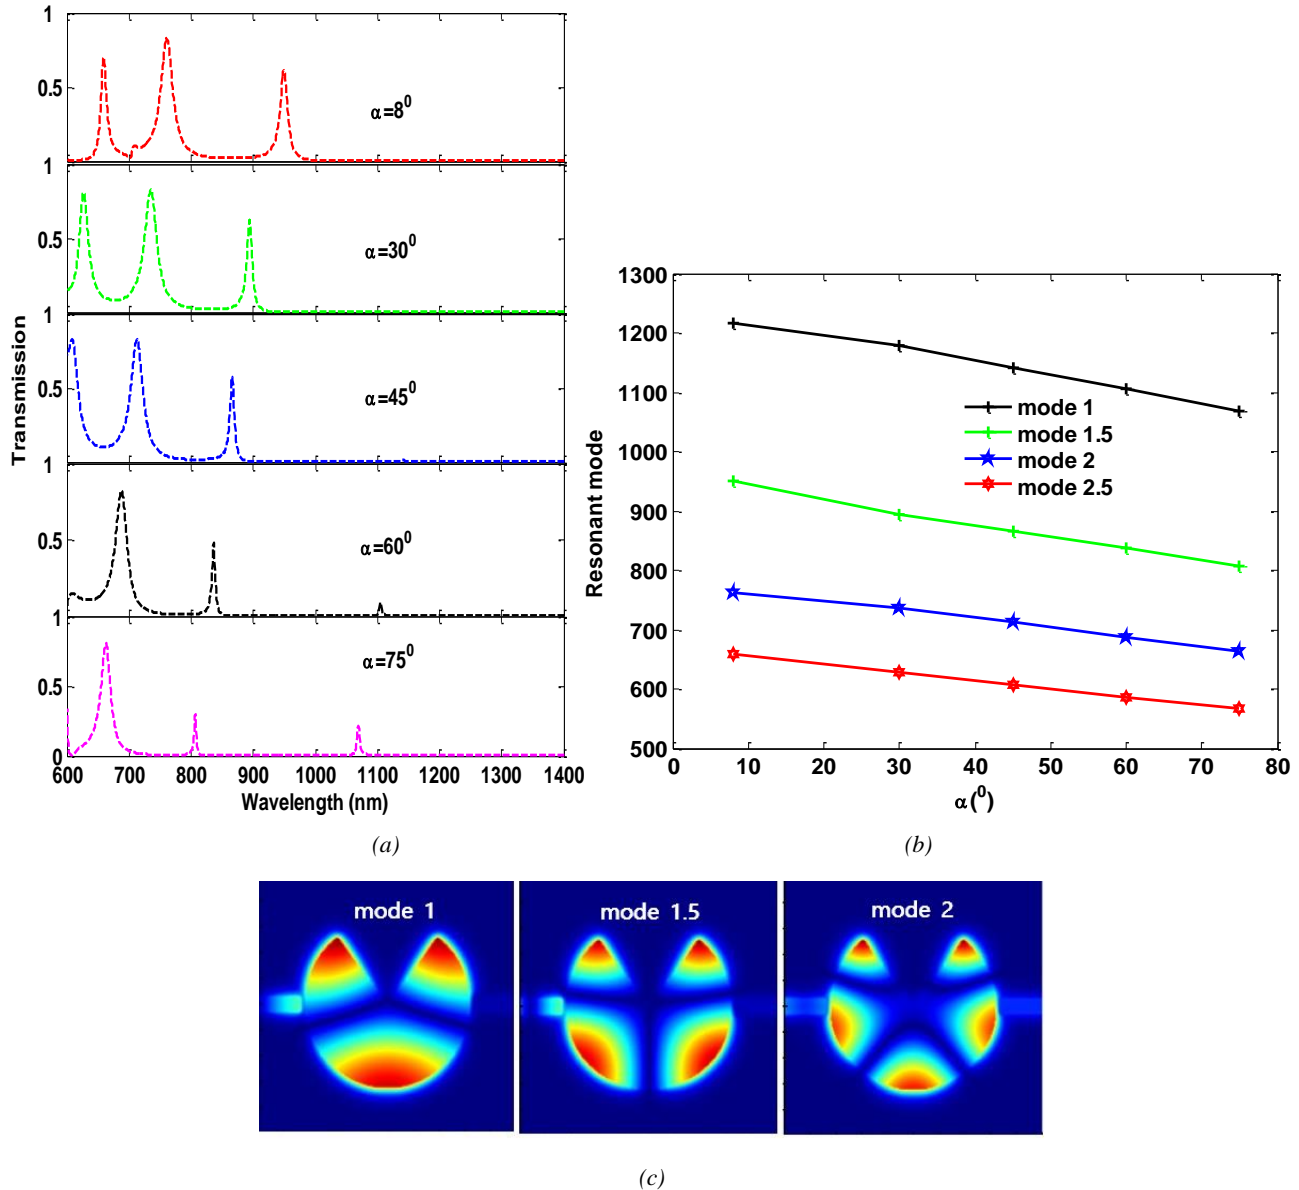 1
0.5
α=8⁰
1
0.5
α=30⁰
1
0.5
α=45⁰
1
0.5
α=60⁰
1
0.5
α=75⁰
0
600 700 800 900 1000 1100 1200 1300 1400
Wavelength (nm)
Transmission
(a)
1300
1200
1100
1000
900
800
700
600
500
0 10 20 30 40 50 60 70 80
α(⁰)
Resonant mode
mode 1
mode 1.5
mode 2
mode 2.5
(b)
mode 1
mode 1.5
mode 2
(c)